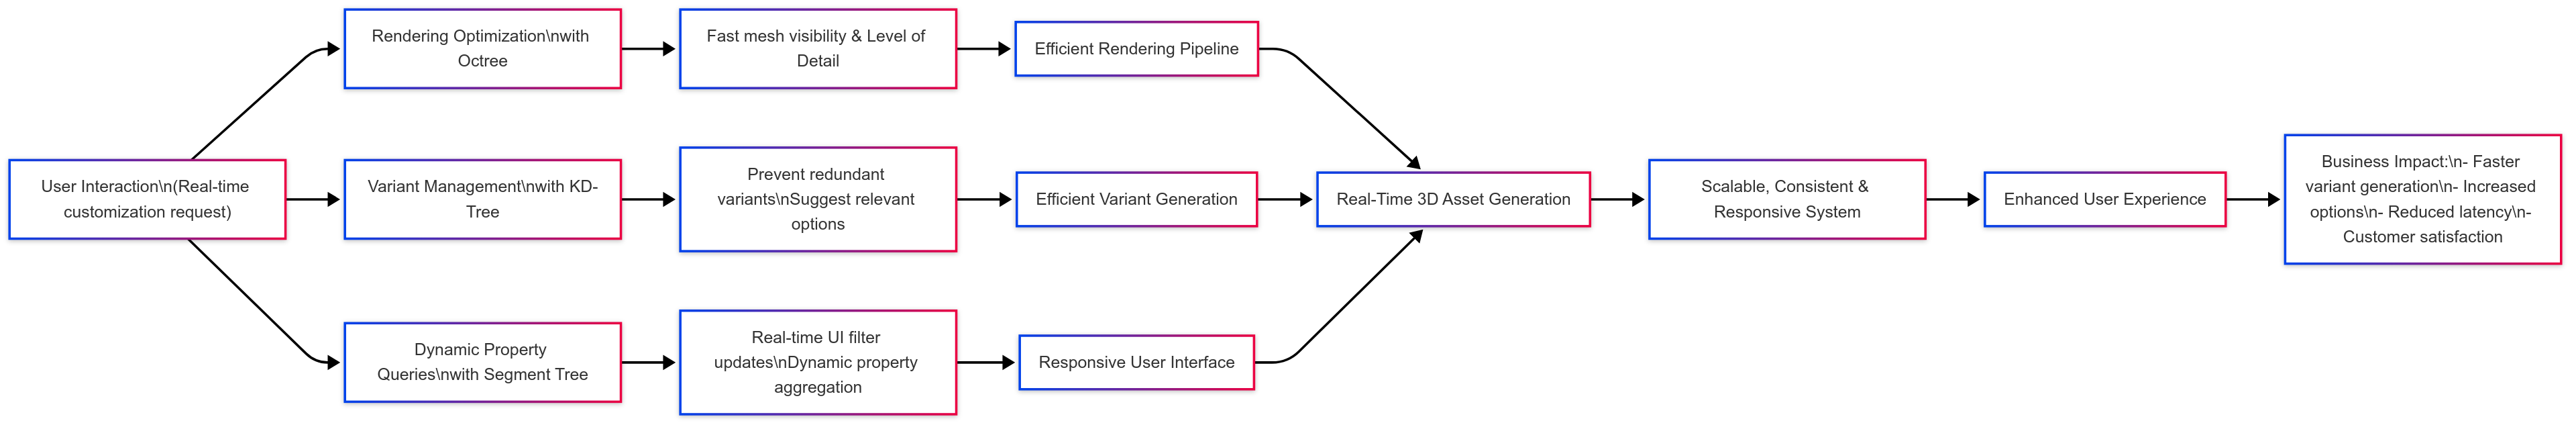 Rendering Optimization\nwith
Octree
Fast mesh visibility & Level of
Detail
Efficient Rendering Pipeline
User Interaction\n(Real-time
customization request)
Variant Management\nwith KD-
Tree
Prevent redundant
variants\nSuggest relevant
options
Efficient Variant Generation
Real-Time 3D Asset Generation
Scalable, Consistent &
Responsive System
Enhanced User Experience
Business Impact:\n- Faster
variant generation\n- Increased
options\n- Reduced latency\n-
Customer satisfaction
Dynamic Property
Queries\nwith Segment Tree
Real-time UI filter
updates\nDynamic property
aggregation
Responsive User Interface